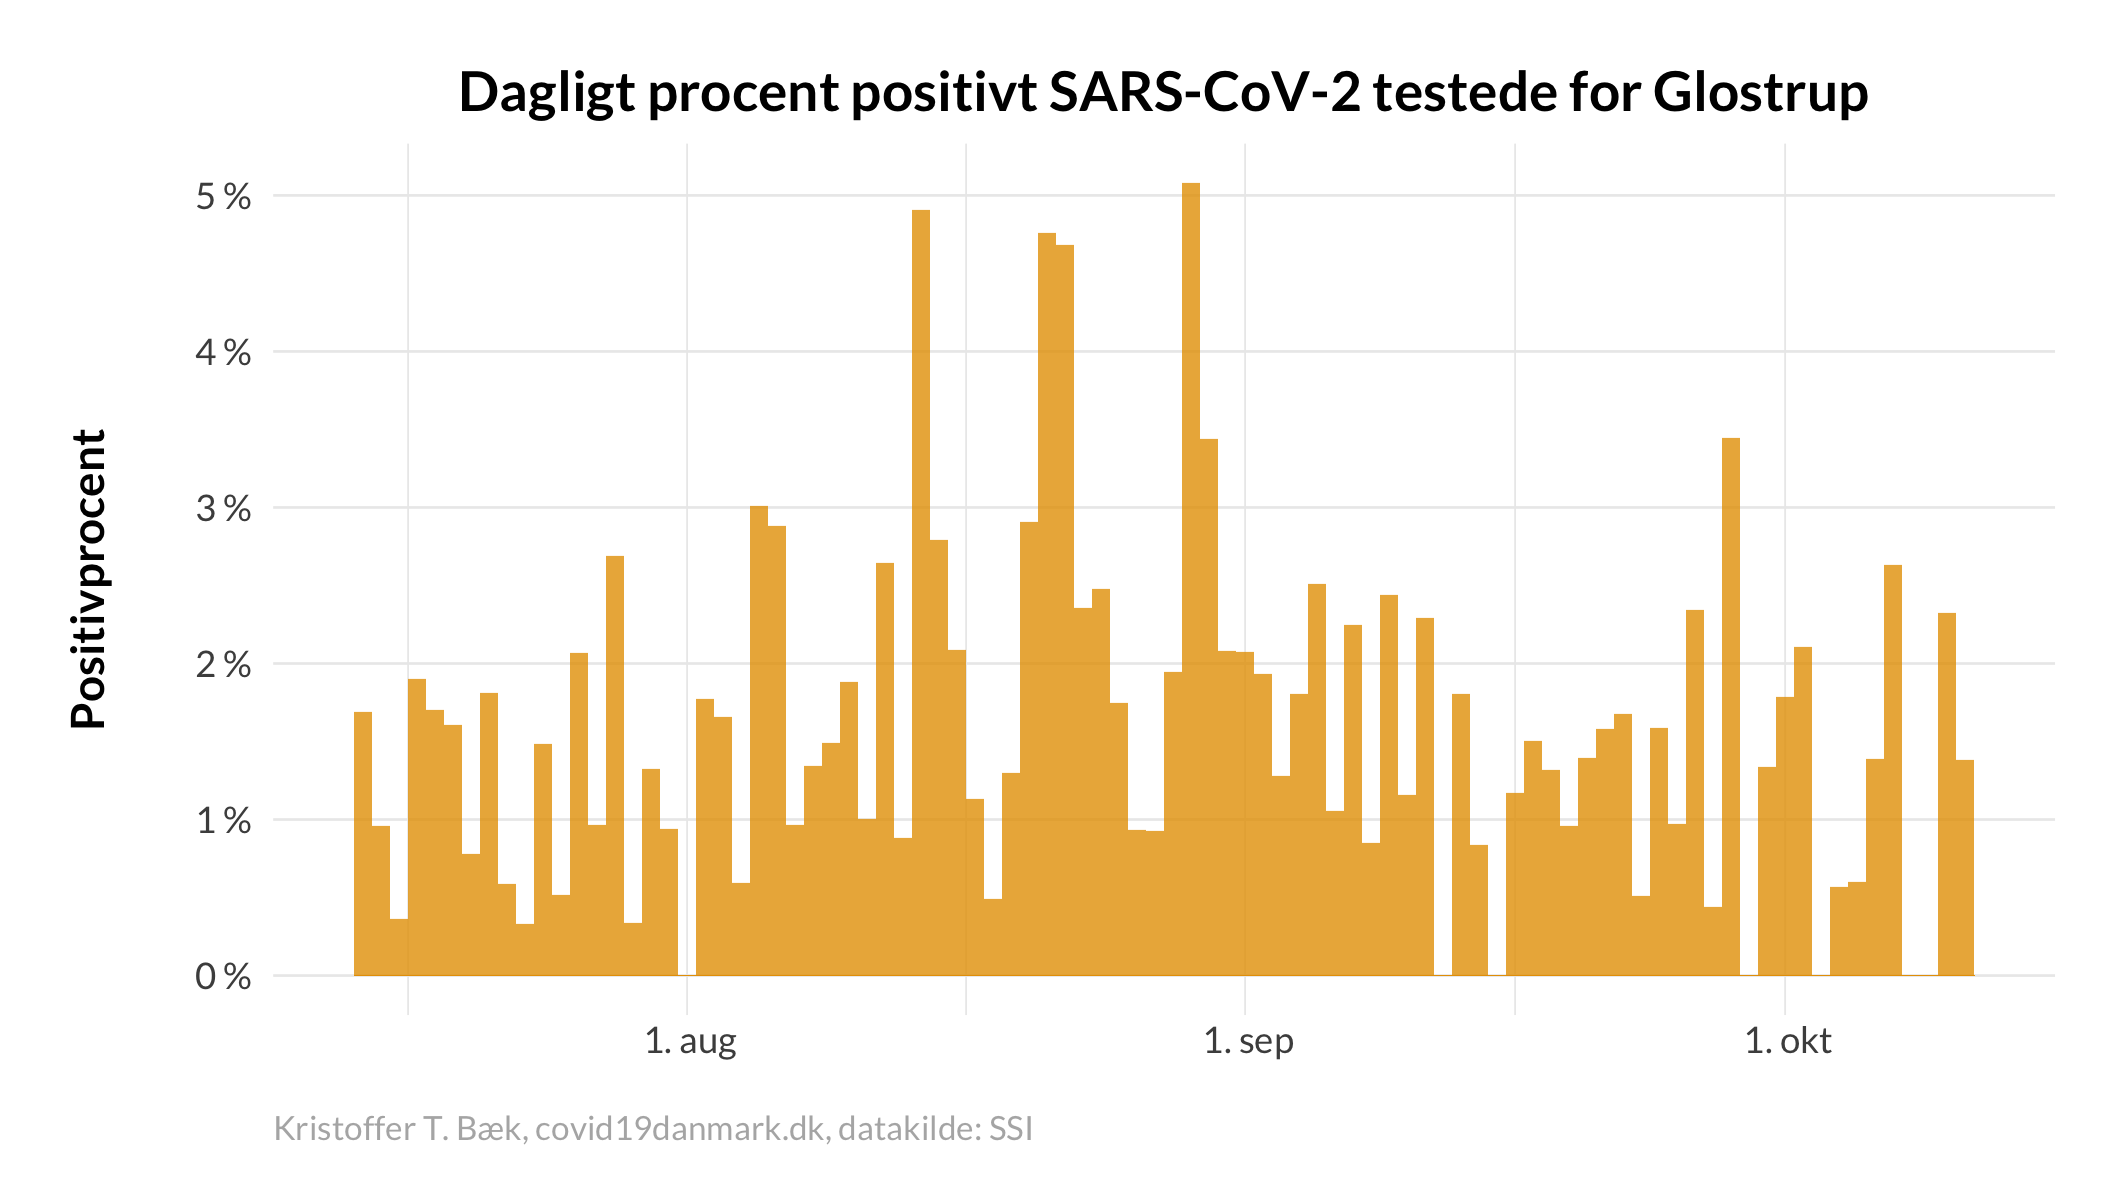 Dagligt procent positivt SARS-CoV-2 testede for Glostrup
Positivprocent
5 %
4 %
3 %
2 %
1 %
0 %
1. aug
1. sep
1. okt
Kristoffer T. Bæk, covid19danmark.dk, datakilde: SSI